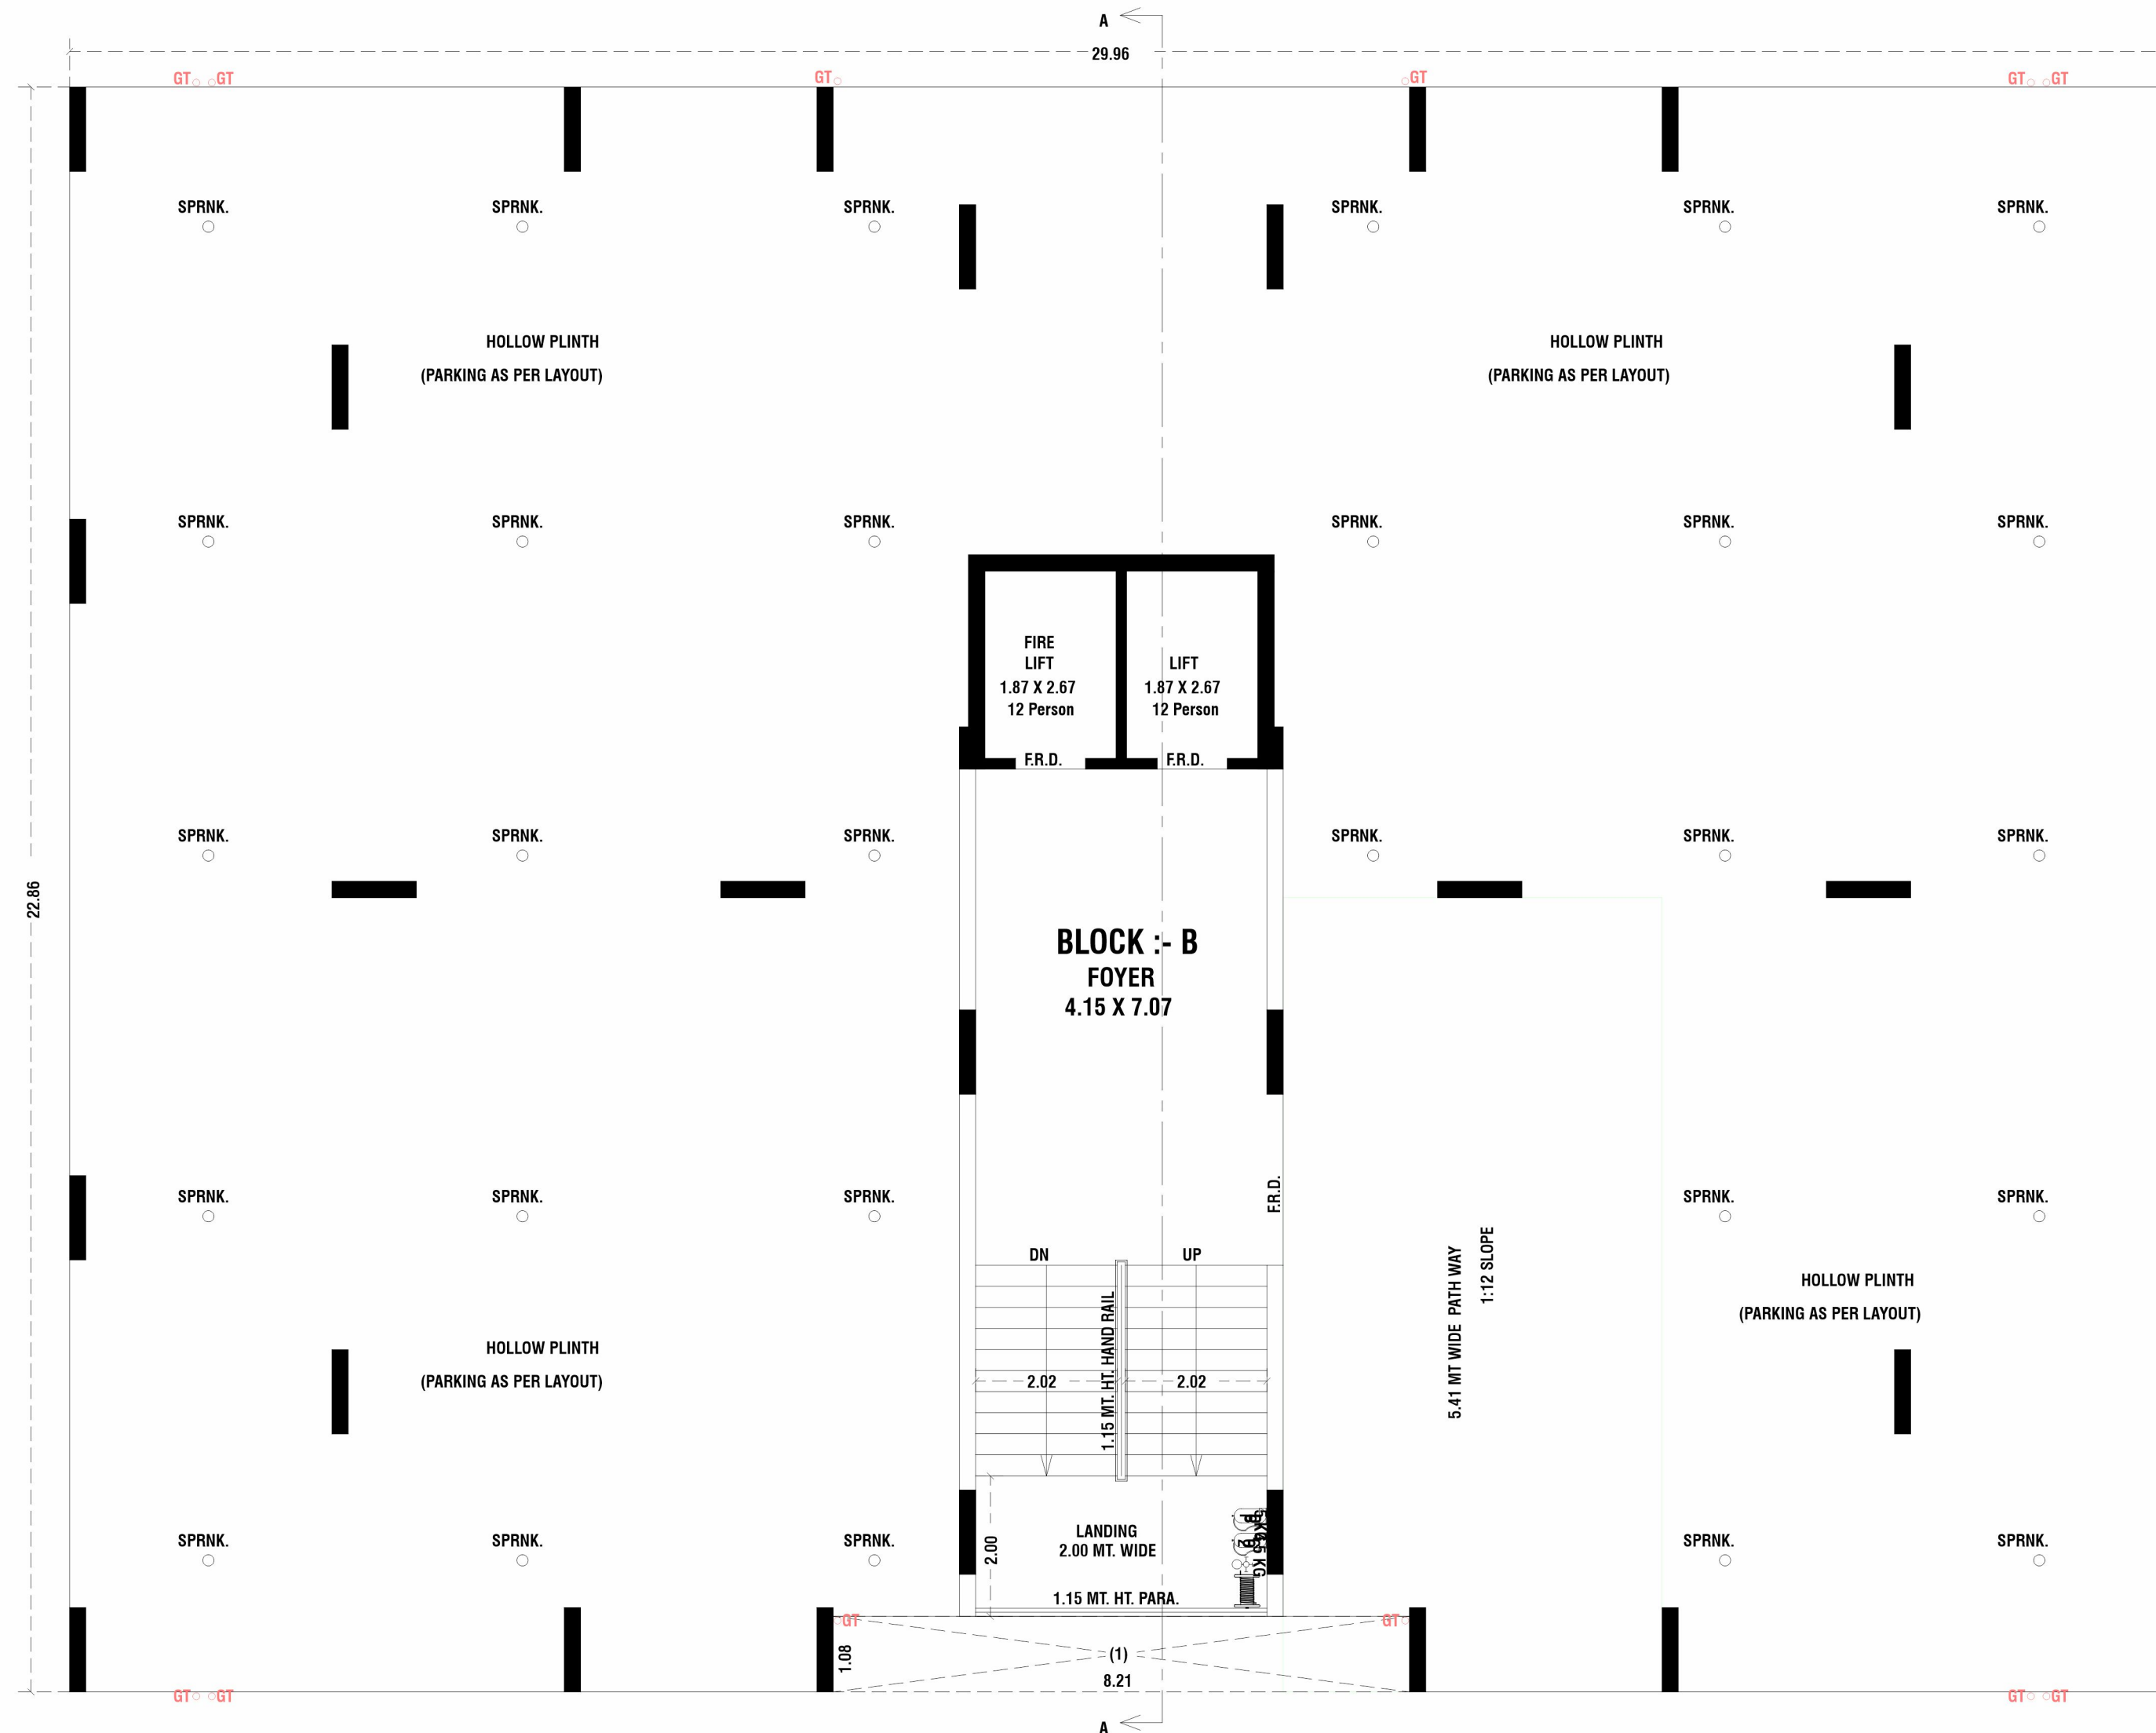 A
29.96
GT GT
GT
GT
GT GT
SPRNK.
SPRNK.
SPRNK.
SPRNK.
SPRNK.
SPRNK.
HOLLOW PLINTH
(PARKING AS PER LAYOUT)
HOLLOW PLINTH
(PARKING AS PER LAYOUT)
SPRNK.
SPRNK.
SPRNK.
SPRNK.
SPRNK.
SPRNK.
FIRE
LIFT
1.87 X 2.67
12 Person
LIFT
1.87 X 2.67
12 Person
F.R.D.
F.R.D.
SPRNK.
SPRNK.
SPRNK.
SPRNK.
SPRNK.
SPRNK.
22.86
BLOCK :- B
FOYER
4.15 X 7.07
F.R.D.
SPRNK.
SPRNK.
SPRNK.
SPRNK.
SPRNK.
DN
UP
1.15 MT. HT. HAND RAIL
2.02
2.02
5.41 MT WIDE PATH WAY
1:12 SLOPE
HOLLOW PLINTH
(PARKING AS PER LAYOUT)
HOLLOW PLINTH
(PARKING AS PER LAYOUT)
SPRNK.
SPRNK.
SPRNK.
SPRNK.
SPRNK.
2.00
LANDING
2.00 MT. WIDE
1.15 MT. HT. PARA.
GT
GT
1.08
(1)
8.21
GT GT
GT GT
A